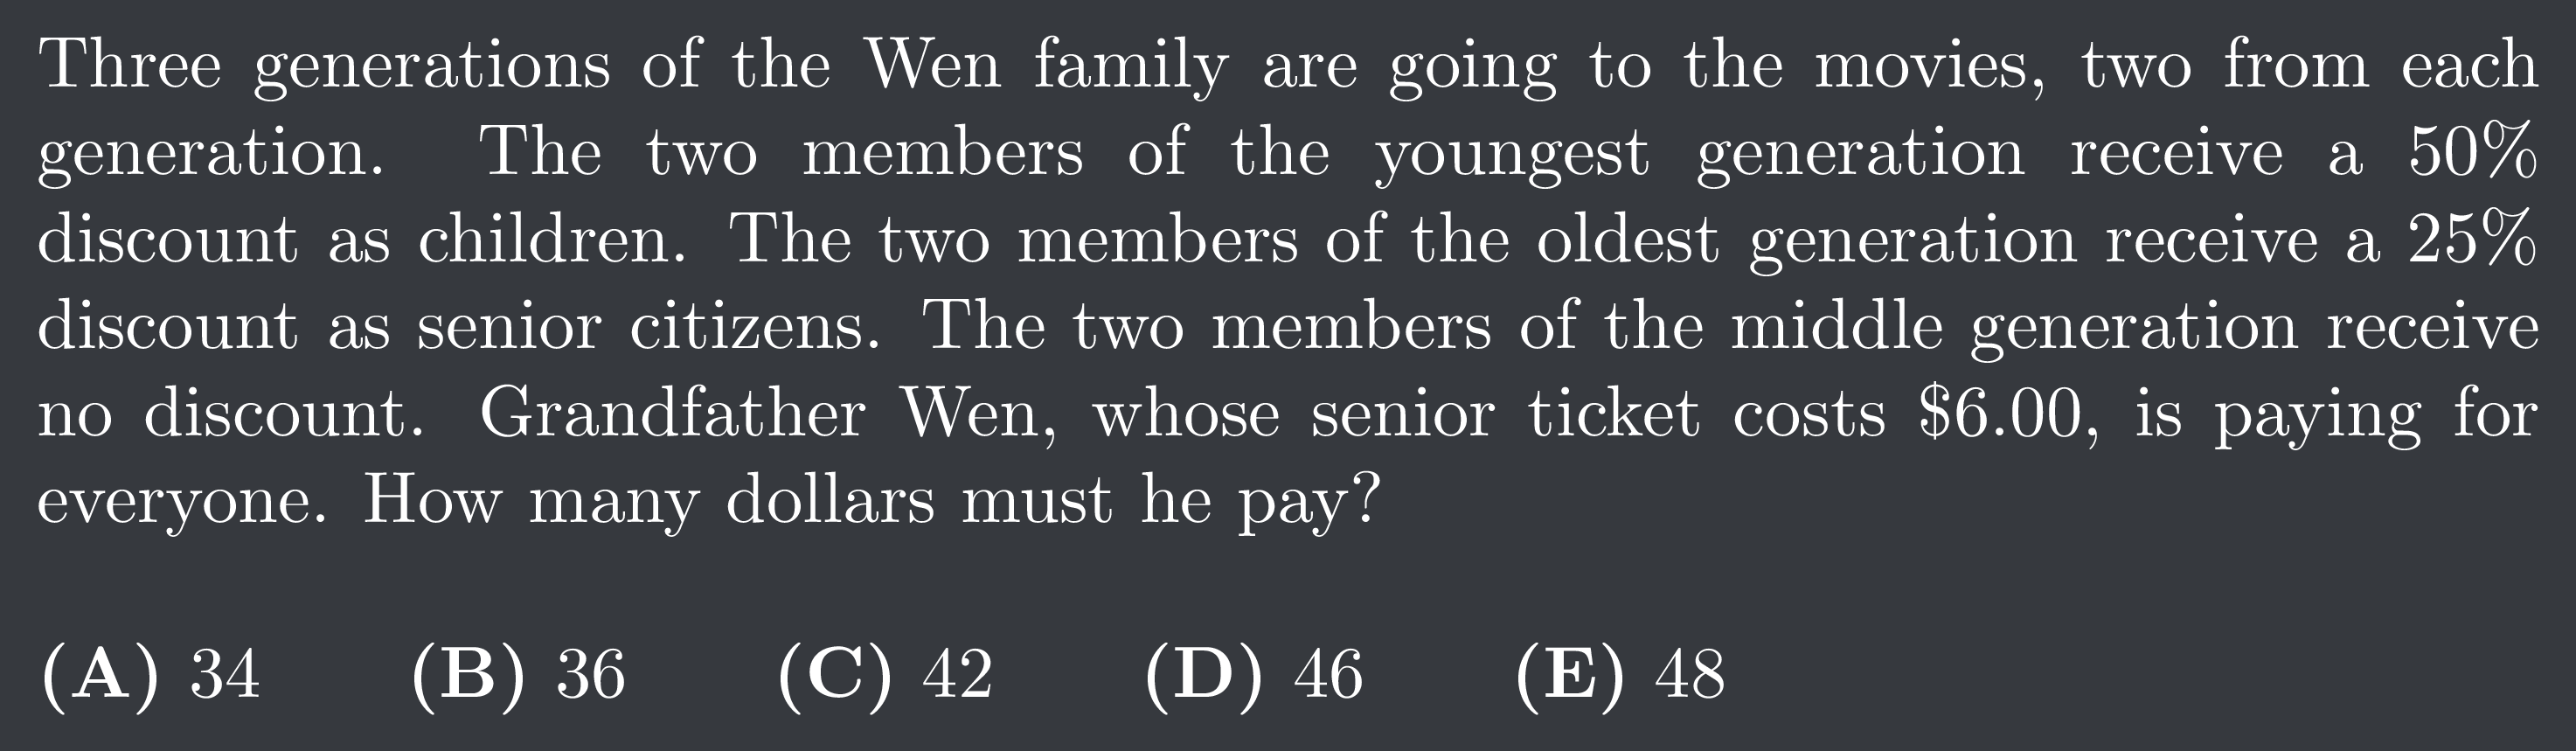 Three generations of the Wen family are going to the movies, two from each
generation. The two members of the youngest generation receive a 50%
discount as children. The two members of the oldest generation receive a 25%
discount as senior citizens. The two members of the middle generation receive
no discount. Grandfather Wen, whose senior ticket costs $6.00, is paying for
everyone. How many dollars must he pay?
(A) 34 (B) 36 (C) 42 (D) 46 (E) 48